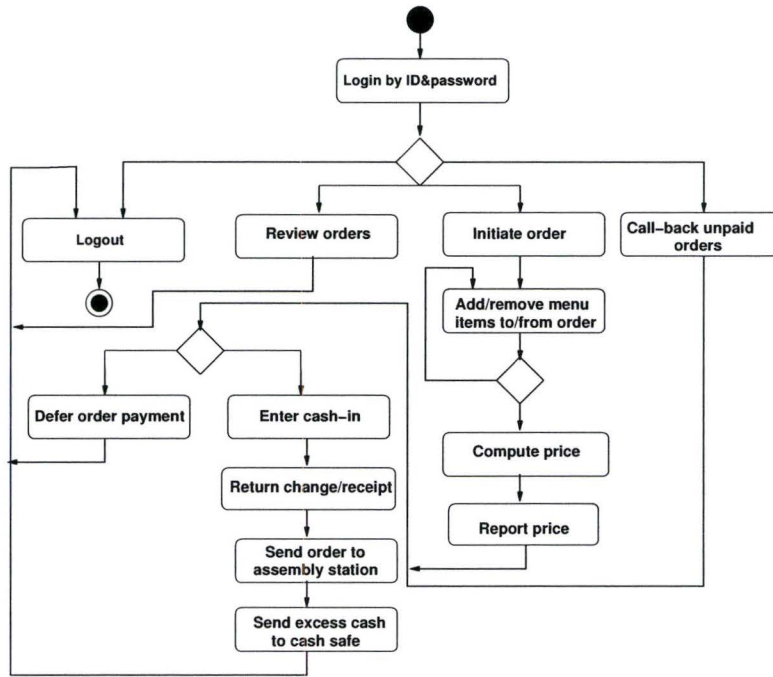 Login by ID&password
Logout
Review orders
Initiate order
Call-back unpaid
orders
Add/remove menu
items to/from order
Defer order payment
Enter cash-in
Compute price
Return change/receipt
Report price
Send order to
assembly station
Send excess cash
to cash safe